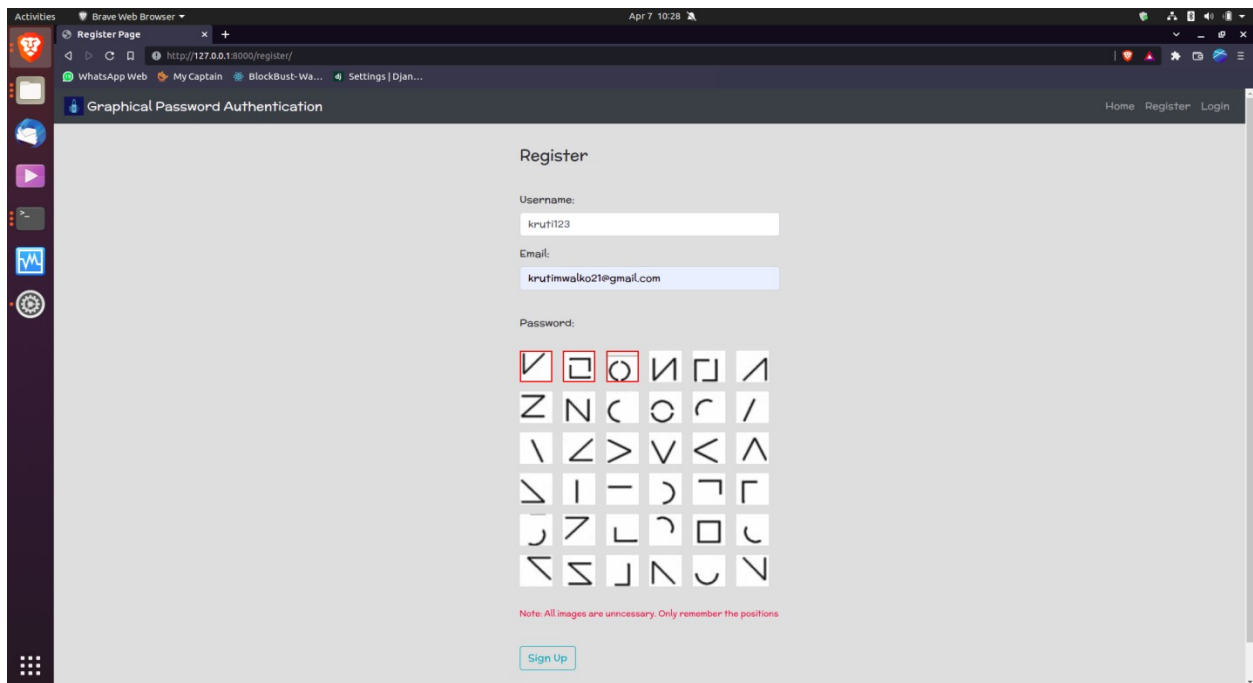 Activities Brave Web Browser Apr 7 10:28
Register Page
http://127.0.0.1:8000/register/
WhatsApp Web My Captain BlockBust-Wa... Settings | Djan...
Graphical Password Authentication Home Register Login
Register
Username:
kruti123
Email:
krutimwalko21@gmail.com
Password:
Note: All images are unncessary. Only remember the positions
Sign Up